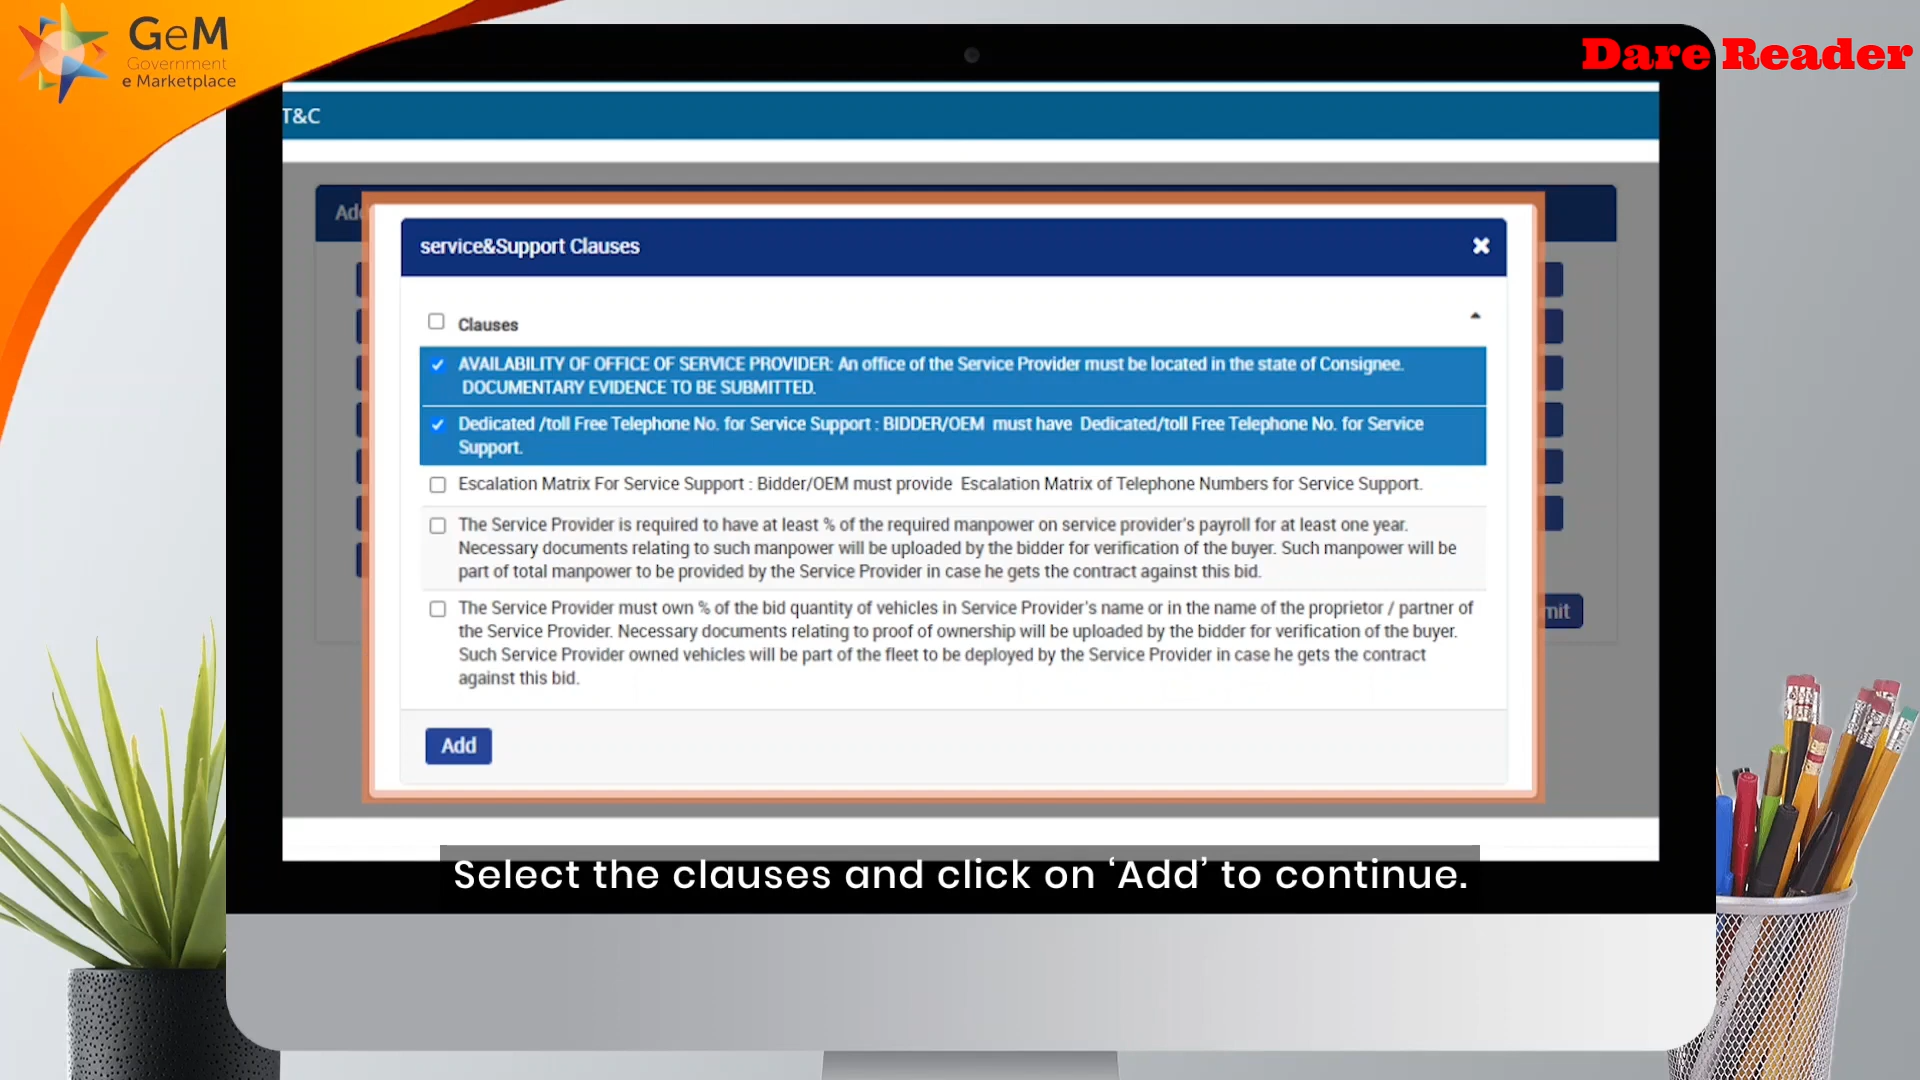 GeM
Government
e Marketplace
Dare Reader
T&C
Add
service&Support Clauses
Clauses
AVAILABILITY OF OFFICE OF SERVICE PROVIDER: An office of the Service Provider must be located in the state of Consignee.
DOCUMENTARY EVIDENCE TO BE SUBMITTED.
Dedicated /toll Free Telephone No. for Service Support : BIDDER/OEM must have Dedicated/toll Free Telephone No. for Service
Support.
Escalation Matrix For Service Support : Bidder/OEM must provide Escalation Matrix of Telephone Numbers for Service Support.
The Service Provider is required to have at least % of the required manpower on service provider's payroll for at least one year.
Necessary documents relating to such manpower will be uploaded by the bidder for verification of the buyer. Such manpower will be
part of total manpower to be provided by the Service Provider in case he gets the contract against this bid.
The Service Provider must own % of the bid quantity of vehicles in Service Provider's name or in the name of the proprietor / partner of
the Service Provider. Necessary documents relating to proof of ownership will be uploaded by the bidder for verification of the buyer.
Such Service Provider owned vehicles will be part of the fleet to be deployed by the Service Provider in case he gets the contract
against this bid.
mit
Add
Select the clauses and click on ‘Add’ to continue.